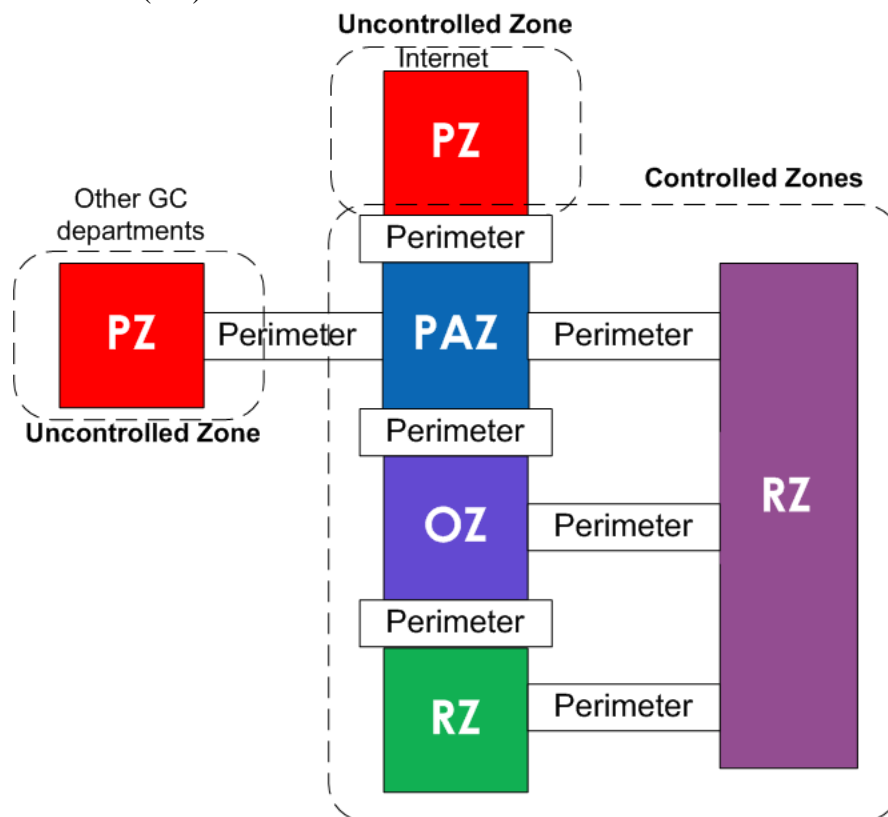 Uncontrolled Zone
Internet
PZ
Controlled Zones
Other GC
departments
Perimeter
PZ
Perimeter
PAZ
Perimeter
Uncontrolled Zone
Perimeter
OZ
Perimeter
RZ
Perimeter
RZ
Perimeter